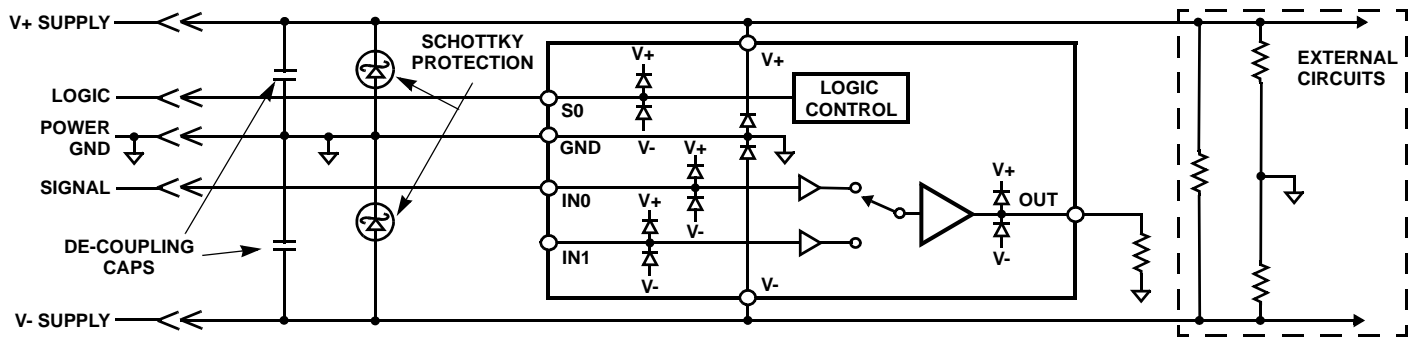 V+ SUPPLY
LOGIC
POWER
GND
SIGNAL
DE-COUPLING
CAPS
V- SUPPLY
SCHOTTKY
PROTECTION
V+
V+
S0
V-
LOGIC
CONTROL
GND
V+
IN0
V-
V+
IN1
V-
V+
OUT
V-
V-
EXTERNAL
CIRCUITS